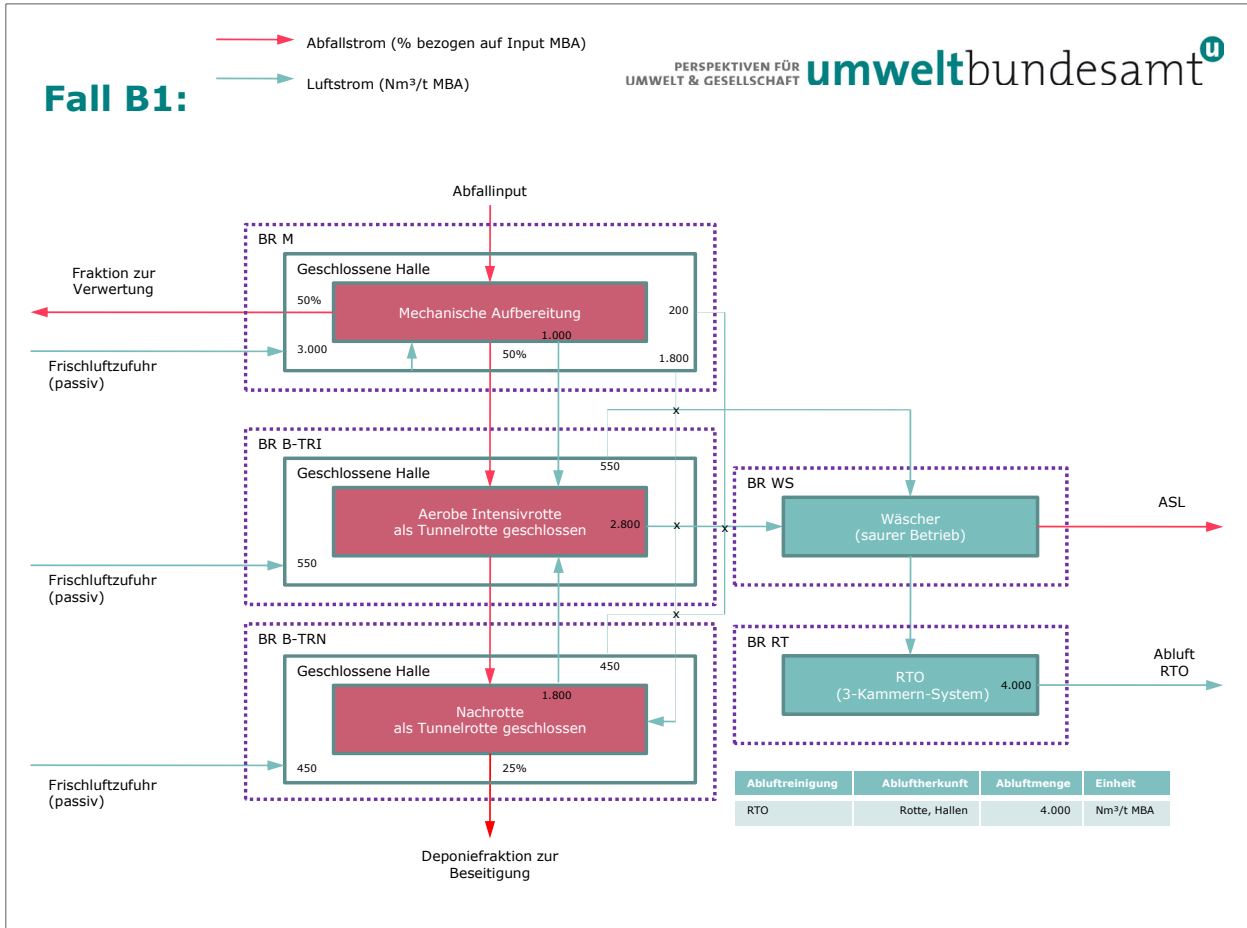 Abfallstrom (% bezogen auf Input MBA)
Luftstrom (Nm³/t MBA)
PERSPEKTIVEN FÜR
UMWELT & GESELLSCHAFT
umweltbundesamt
u
Fall B1:
Abfallinput
BR M
Geschlossene Halle
Fraktion zur
Verwertung
50%
Mechanische Aufbereitung
200
1.000
3.000
50%
1.800
Frischluftzufuhr
(passiv)
x
BR B-TRI
Geschlossene Halle
550
Aerobe Intensivrotte
als Tunnelrotte geschlossen
2.800
x
x
550
Frischluftzufuhr
(passiv)
BR WS
Wäscher
(saurer Betrieb)
ASL
x
BR B-TRN
Geschlossene Halle
450
1.800
Nachrotte
als Tunnelrotte geschlossen
450
25%
Frischluftzufuhr
(passiv)
BR RT
RTO
(3-Kammern-System)
4.000
Abluft
RTO
Deponiefraktion zur
Beseitigung
Abluftreinigung Abluftherkunft Abluftmenge Einheit
RTO Rotte, Hallen 4.000 Nm³/t MBA